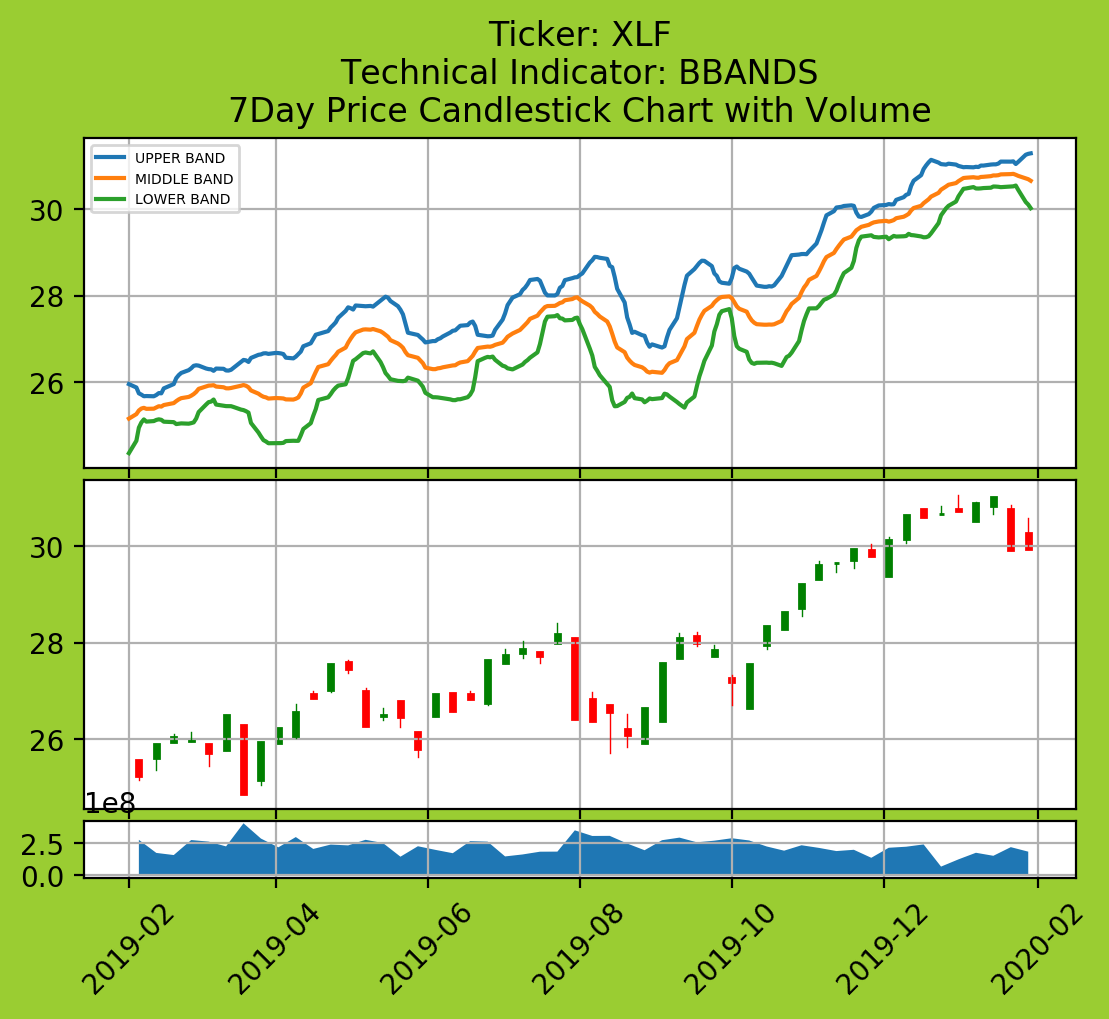 Ticker: XLF
Technical Indicator: BBANDS
7Day Price Candlestick Chart with Volume
UPPER BAND
MIDDLE BAND
LOWER BAND
30
28
26
30
28
26
1e8
2.5
0.0
2019-02
2019-04
2019-06
2019-08
2019-10
2019-12
2020-02